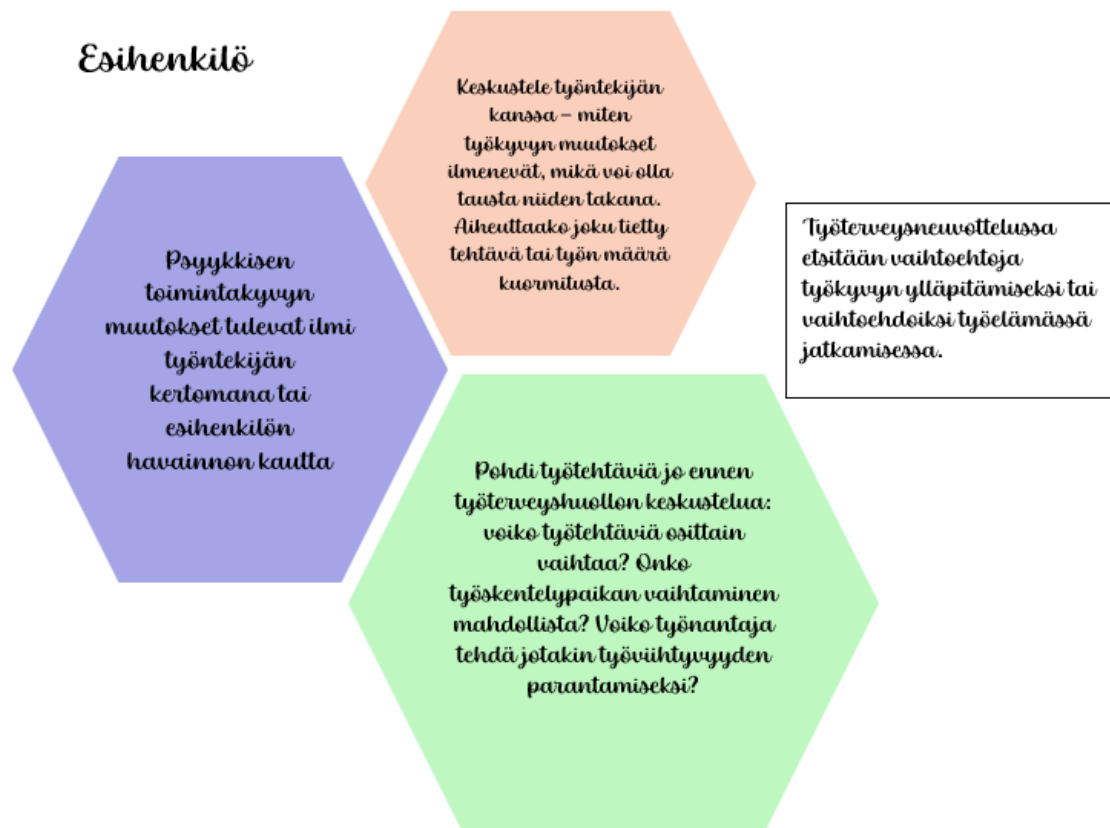 Esihenkilö
Keskustele työntekijän
kanssa – miten
työkyvyn muutokset
ilmenevät, mikä voi olla
tausta niiden takana.
Aiheuttaako joku tietty
tehtävä tai työn määrä
kuormitusta.
Psyykkisen
toimintakyvyn
muutokset tulevat ilmi
työntekijän
kertomana tai
esihenkilön
havainnon kautta
Työterveysneuvottelussa
etsitään vaihtoehtoja
työkyvyn ylläpitämiseksi tai
vaihtoehdoiksi työelämässä
jatkamisessa.
Pohdi työtehtäviä jo ennen
työterveyshuollon keskustelua:
voiko työtehtäviä osittain
vaihtaa? Onko
työskentelypaikan vaihtaminen
mahdollista? Voiko työnantaja
tehdä jotakin työviihtyvyyden
parantamiseksi?